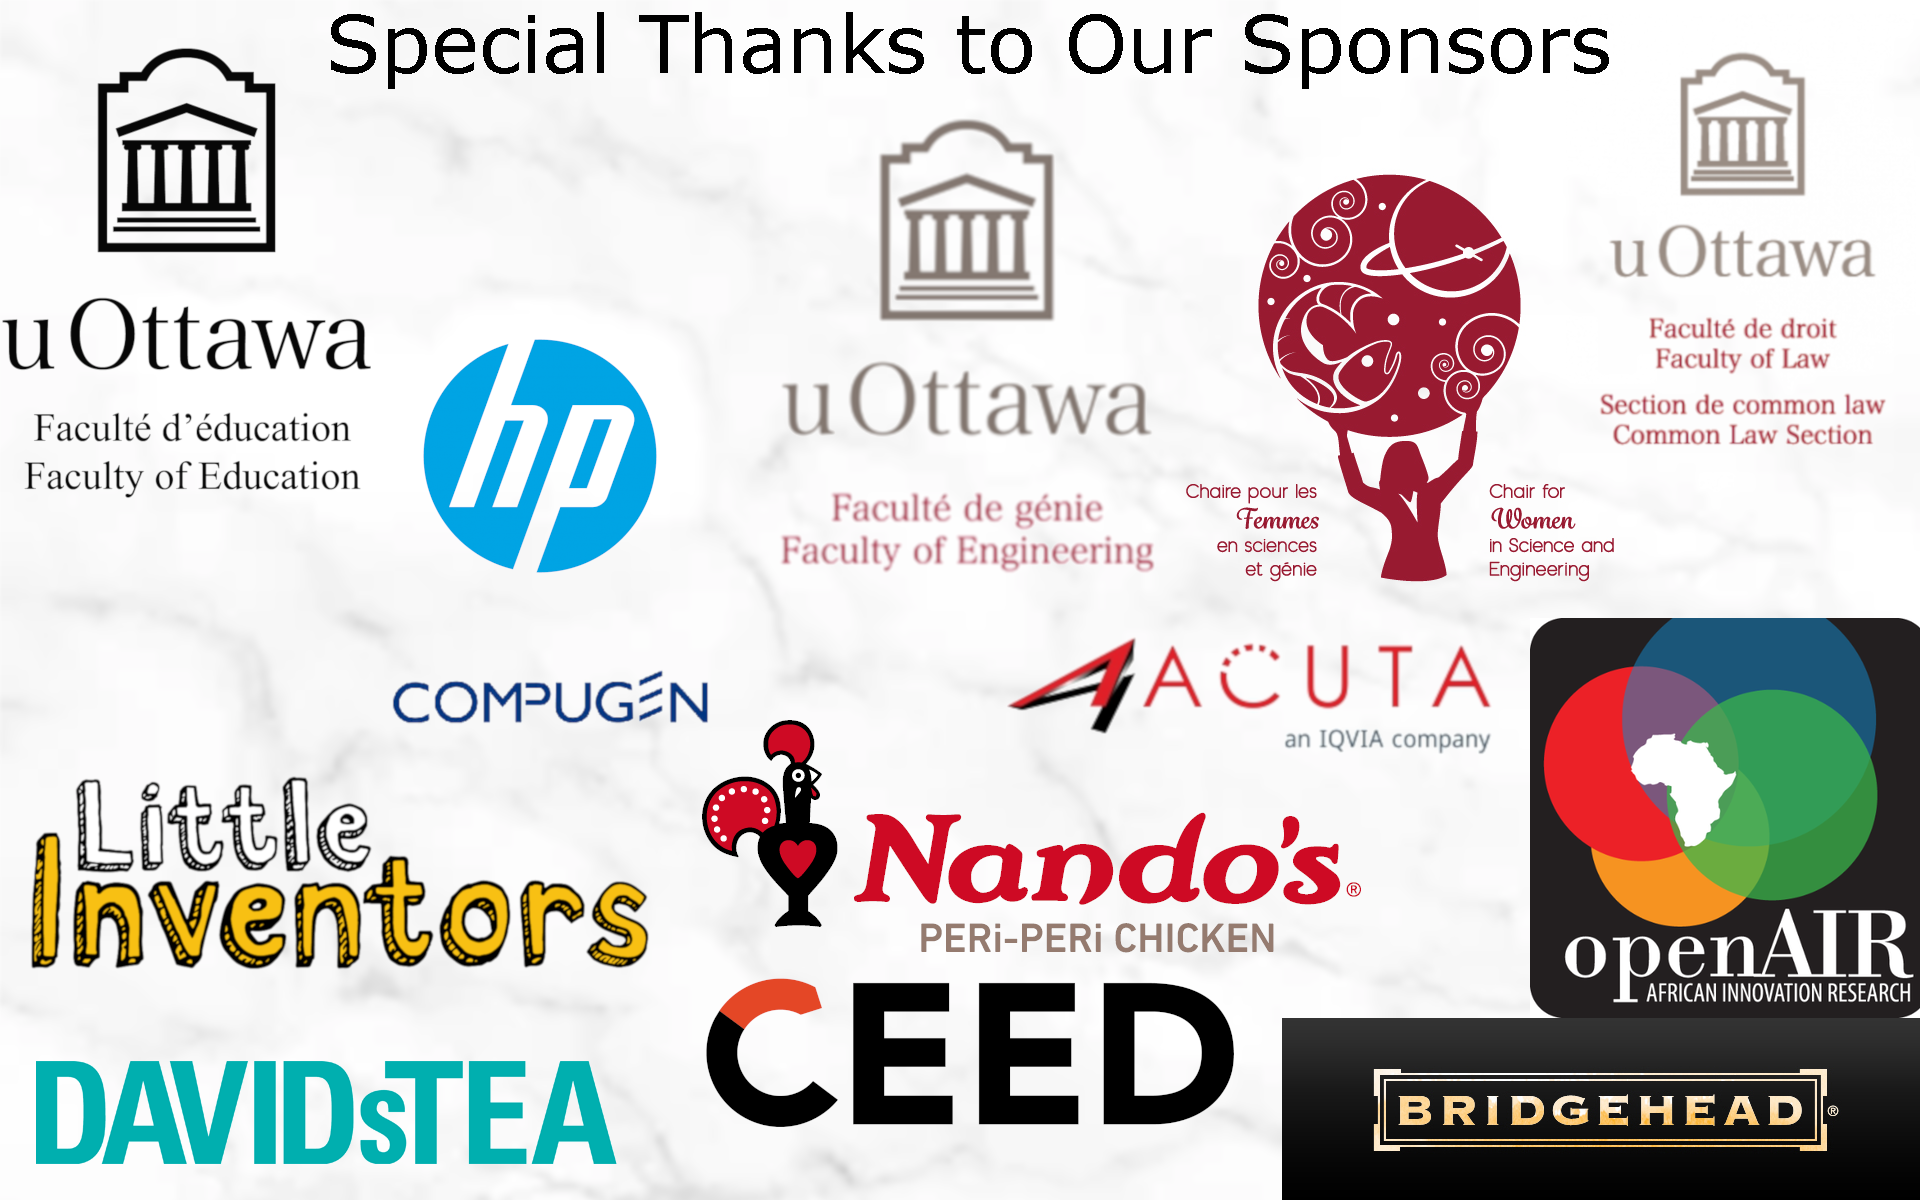 Special Thanks to Our Sponsors
uOttawa
Faculté d'éducation
Faculty of Education
hp
uOttawa
Faculté de génie
Faculty of Engineering
Chaire pour les
Femmes
en sciences
et génie
Chair for
Women
in Science and
Engineering
uOttawa
Faculté de droit
Faculty of Law
Section de common law
Common Law Section
COMPUGEN
ACUTA
an IQVIA company
Little
Inventors
Nando's®
PERi-PERi CHICKEN
openAIR
AFRICAN INNOVATION RESEARCH
DAVIDsTEA
CEED
BRIDGEHEAD®